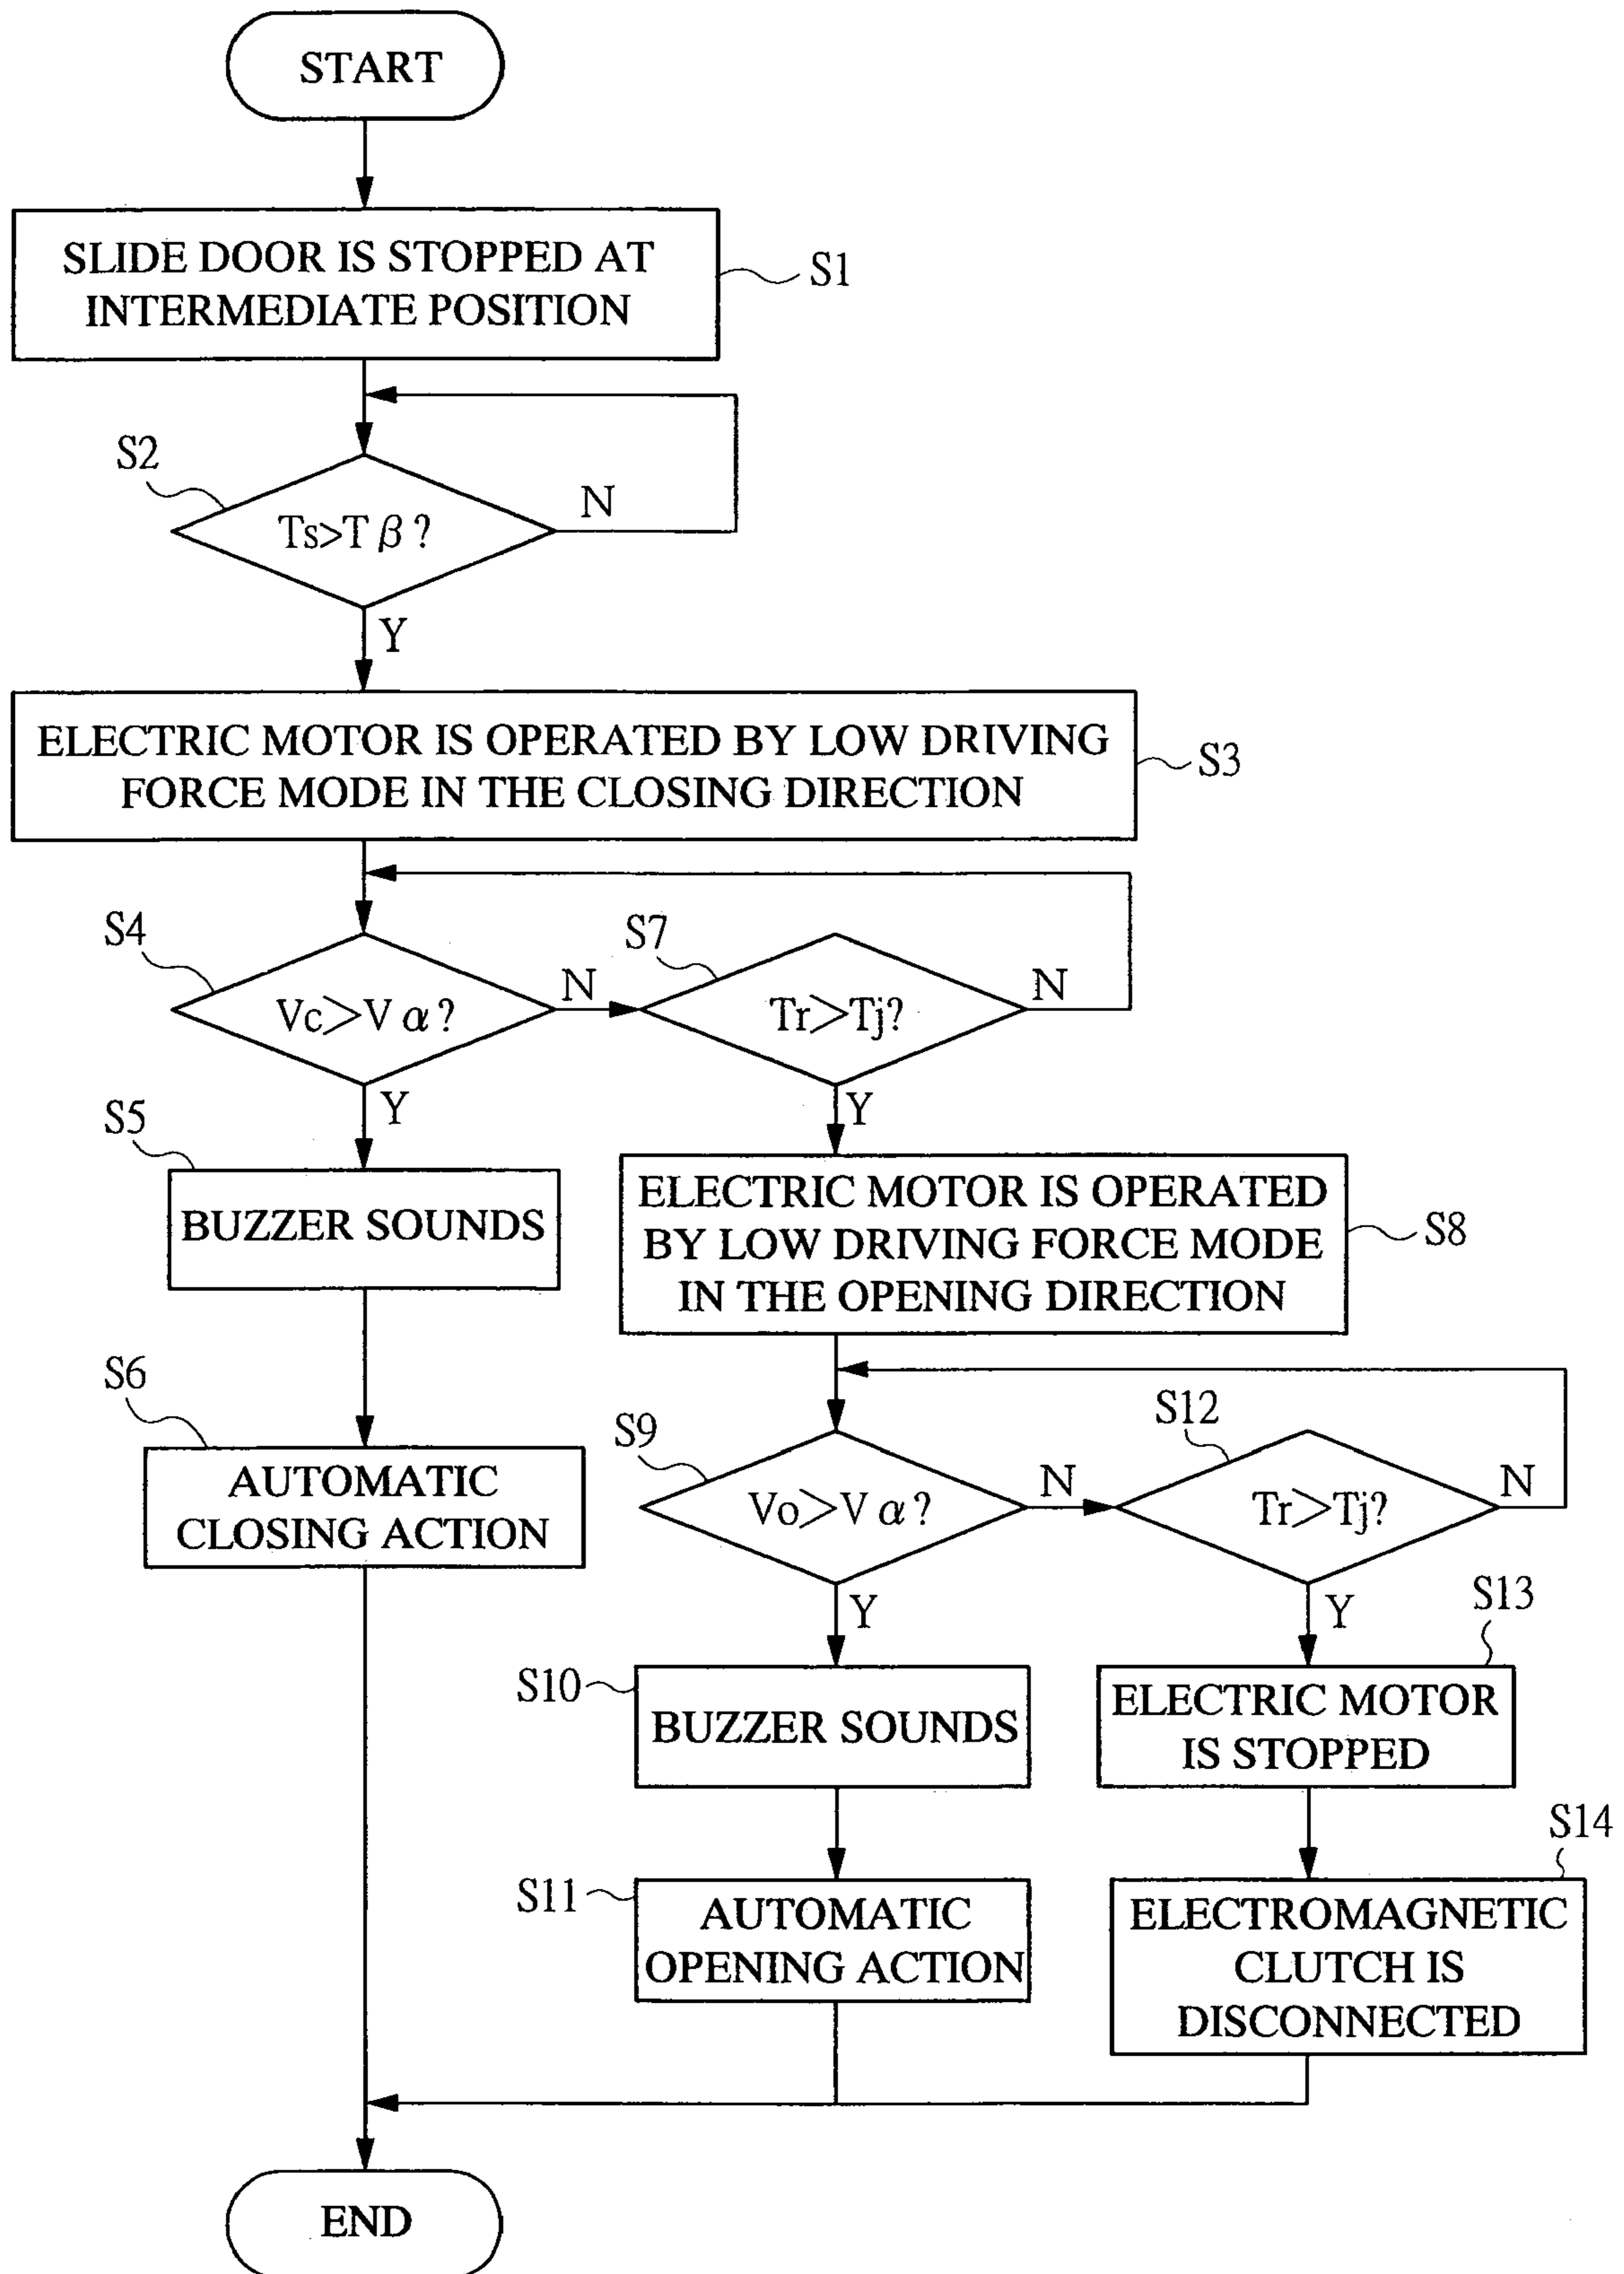 START
SLIDE DOOR IS STOPPED AT
INTERMEDIATE POSITION
S1
S2
Ts>Tβ?
N
Y
ELECTRIC MOTOR IS OPERATED BY LOW DRIVING
FORCE MODE IN THE CLOSING DIRECTION
S3
S4
Vc>Vα?
N
Y
S7
Tr>Tj?
N
Y
S5
BUZZER SOUNDS
ELECTRIC MOTOR IS OPERATED
BY LOW DRIVING FORCE MODE
IN THE OPENING DIRECTION
S8
S6
AUTOMATIC
CLOSING ACTION
S9
Vo>Vα?
N
Y
S12
Tr>Tj?
N
Y
S10
BUZZER SOUNDS
S13
ELECTRIC MOTOR
IS STOPPED
S11
AUTOMATIC
OPENING ACTION
S14
ELECTROMAGNETIC
CLUTCH IS
DISCONNECTED
END